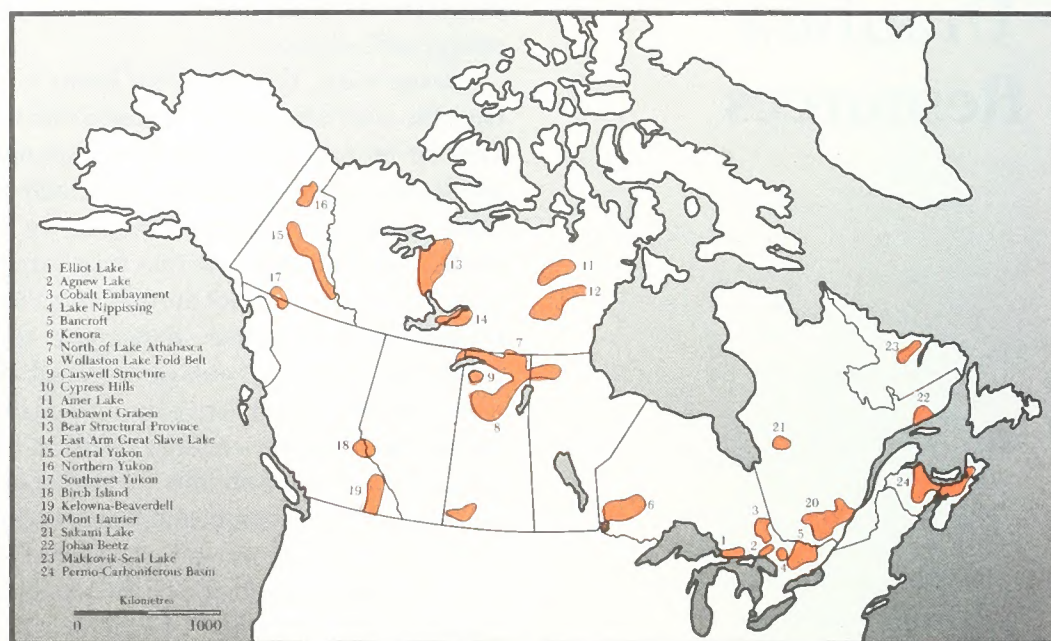 1 Elliot Lake
2 Agnew Lake
3 Cobalt Embayment
4 Lake Nippissing
5 Bancroft
6 Kenora
7 North of Lake Athabasca
8 Wollaston Lake Fold Belt
9 Carswell Structure
10 Cypress Hills
11 Amer Lake
12 Dubawnt Graben
13 Bear Structural Province
14 East Arm Great Slave Lake
15 Central Yukon
16 Northern Yukon
17 Southwest Yukon
18 Birch Island
19 Kelowna-Beaverdell
20 Mont Laurier
21 Sakami Lake
22 Johan Beetz
23 Makkovik-Seal Lake
24 Permo-Carboniferous Basin
Kilometres
0 1000
16
15
17
13
11
12
14
7
9
8
18
19
6
23
22
21
24
20
3
5
1
2
4